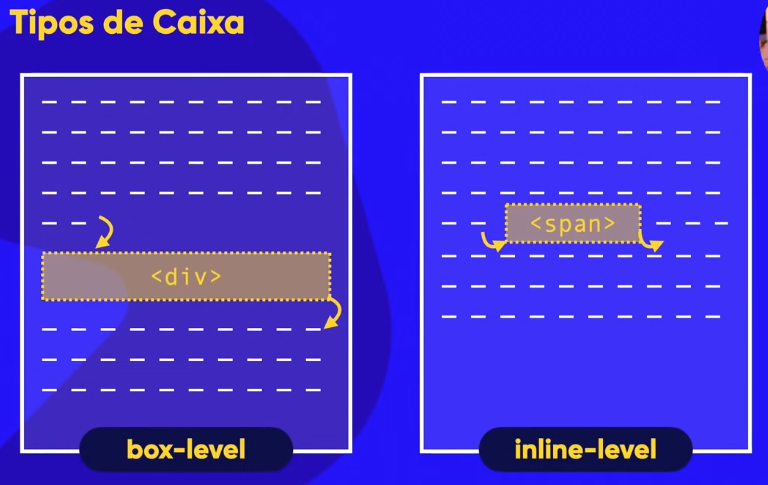 Tipos de Caixa
<div>
<span>
box-level
inline-level